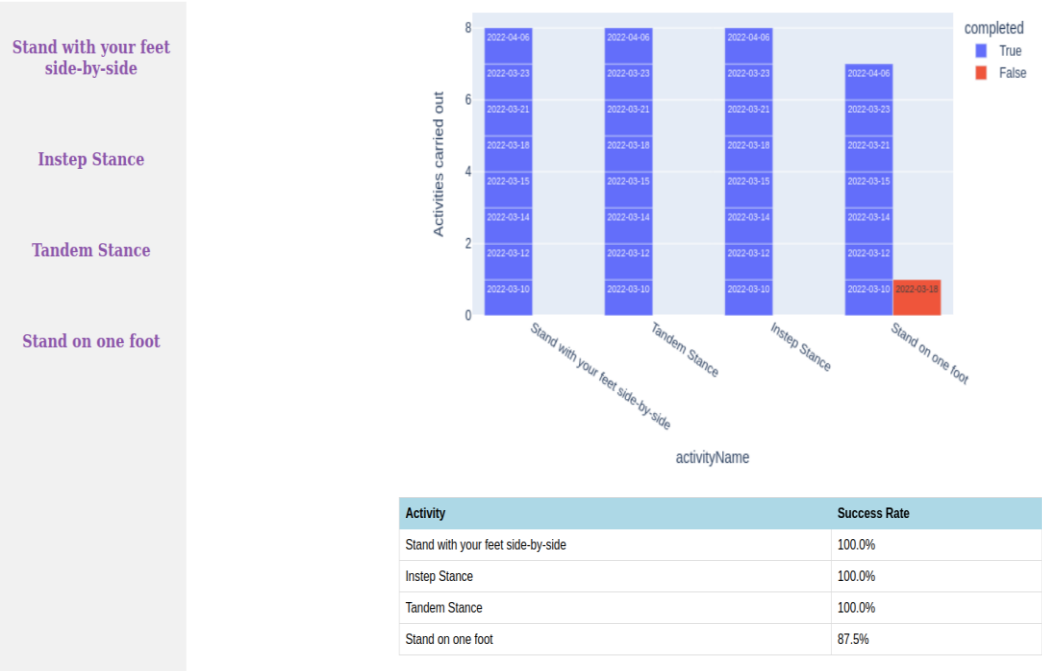 Stand with your feet
side-by-side
Instep Stance
Tandem Stance
Stand on one foot
Activities carried out
8
6
4
2
0
2022-04-06
2022-03-23
2022-03-21
2022-03-18
2022-03-15
2022-03-14
2022-03-12
2022-03-10
2022-04-06
2022-03-23
2022-03-21
2022-03-18
2022-03-15
2022-03-14
2022-03-12
2022-03-10
2022-04-06
2022-03-23
2022-03-21
2022-03-18
2022-03-15
2022-03-14
2022-03-12
2022-03-10
2022-04-06
2022-03-23
2022-03-21
2022-03-15
2022-03-14
2022-03-12
2022-03-10
2022-03-18
completed
True
False
Stand with your feet side-by-side
Tandem Stance
Instep Stance
Stand on one foot
activityName
Activity Success Rate
Stand with your feet side-by-side 100.0%
Instep Stance 100.0%
Tandem Stance 100.0%
Stand on one foot 87.5%